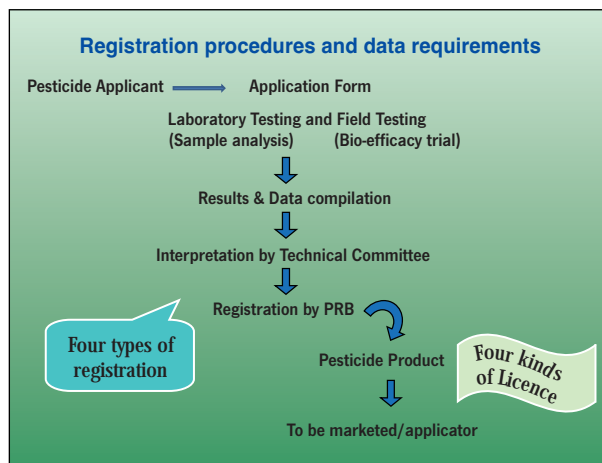 Registration procedures and data requirements
Pesticide Applicant Application Form
Laboratory Testing and Field Testing
(Sample analysis) (Bio-efficacy trial)
Results & Data compilation
Interpretation by Technical Committee
Registration by PRB
Four types of
registration
Pesticide Product
Four kinds
of Licence
To be marketed/applicator